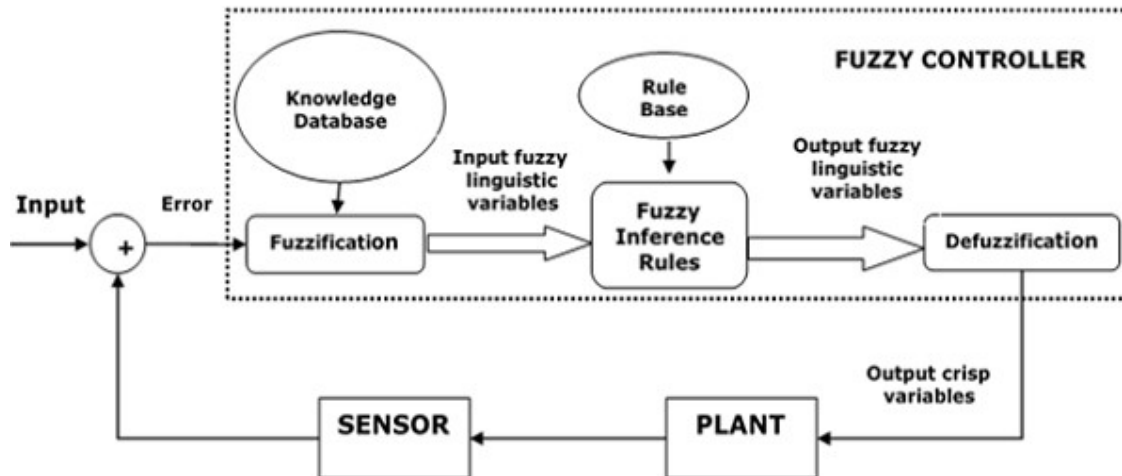 FUZZY CONTROLLER
Knowledge
Database
Rule
Base
Input fuzzy
linguistic
variables
Output fuzzy
linguistic
variables
Input
Error
+
Fuzzification
Fuzzy
Inference
Rules
Defuzzification
Output crisp
variables
SENSOR
PLANT